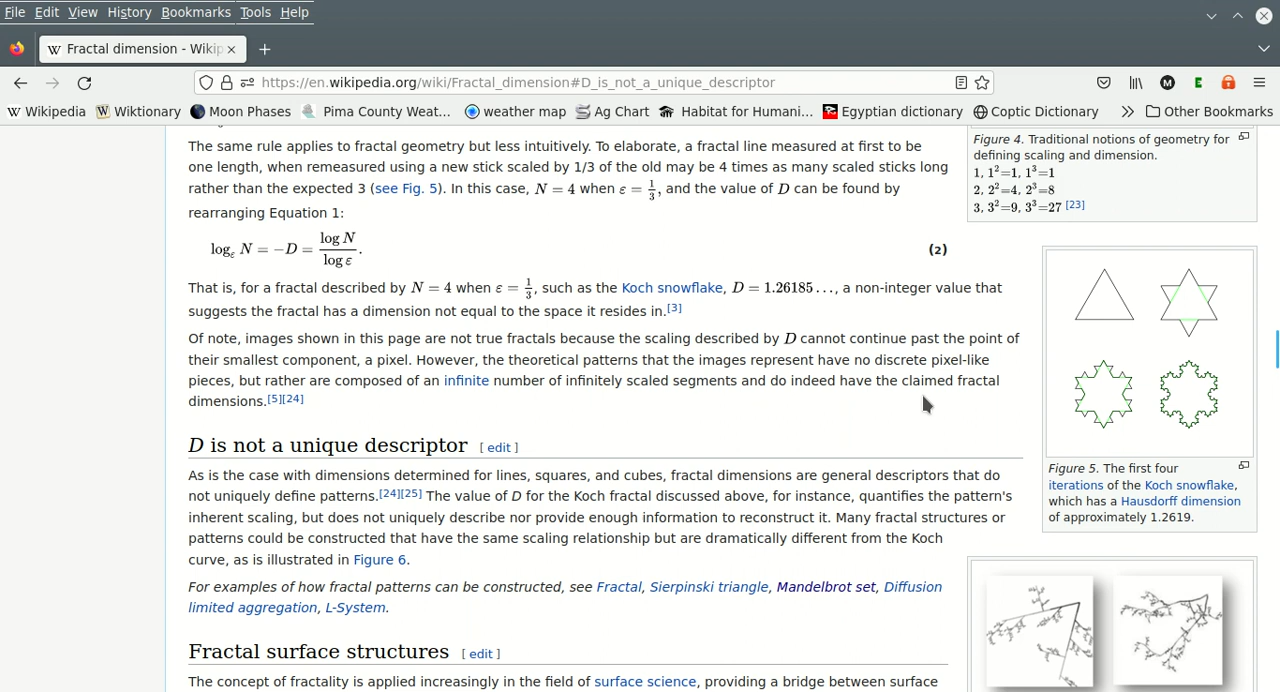 File Edit View History Bookmarks Tools Help
Fractal dimension - Wikip
https://en.wikipedia.org/wiki/Fractal_dimension#D_is_not_a_unique_descriptor
Wikipedia Wiktionary Moon Phases Pima County Weat… weather map Ag Chart Habitat for Humani… Egyptian dictionary Coptic Dictionary Other Bookmarks
The same rule applies to fractal geometry but less intuitively. To elaborate, a fractal line measured at first to be
one length, when remeasured using a new stick scaled by 1/3 of the old may be 4 times as many scaled sticks long
rather than the expected 3 (see Fig. 5). In this case, N = 4 when ε = 1/3, and the value of D can be found by
rearranging Equation 1:
log_ε N = −D = log N / log ε. (2)
That is, for a fractal described by N = 4 when ε = 1/3, such as the Koch snowflake, D = 1.26185…, a non-integer value that
suggests the fractal has a dimension not equal to the space it resides in.[3]
Of note, images shown in this page are not true fractals because the scaling described by D cannot continue past the point of
their smallest component, a pixel. However, the theoretical patterns that the images represent have no discrete pixel-like
pieces, but rather are composed of an infinite number of infinitely scaled segments and do indeed have the claimed fractal
dimensions.[5][24]
D is not a unique descriptor [ edit ]
As is the case with dimensions determined for lines, squares, and cubes, fractal dimensions are general descriptors that do
not uniquely define patterns.[24][25] The value of D for the Koch fractal discussed above, for instance, quantifies the pattern's
inherent scaling, but does not uniquely describe nor provide enough information to reconstruct it. Many fractal structures or
patterns could be constructed that have the same scaling relationship but are dramatically different from the Koch
curve, as is illustrated in Figure 6.
For examples of how fractal patterns can be constructed, see Fractal, Sierpinski triangle, Mandelbrot set, Diffusion
limited aggregation, L-System.
Fractal surface structures [ edit ]
The concept of fractality is applied increasingly in the field of surface science, providing a bridge between surface
Figure 4. Traditional notions of geometry for
defining scaling and dimension.
1, 1²=1, 1³=1
2, 2²=4, 2³=8
3, 3²=9, 3³=27 [23]
Figure 5. The first four
iterations of the Koch snowflake,
which has a Hausdorff dimension
of approximately 1.2619.